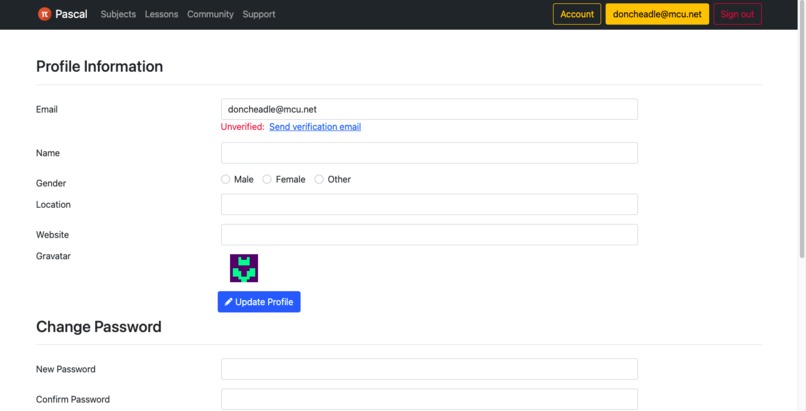 π Pascal Subjects Lessons Community Support Account doncheadle@mcu.net Sign out
Profile Information
Email doncheadle@mcu.net
Unverified: Send verification email
Name
Gender Male Female Other
Location
Website
Gravatar
Update Profile
Change Password
New Password
Confirm Password